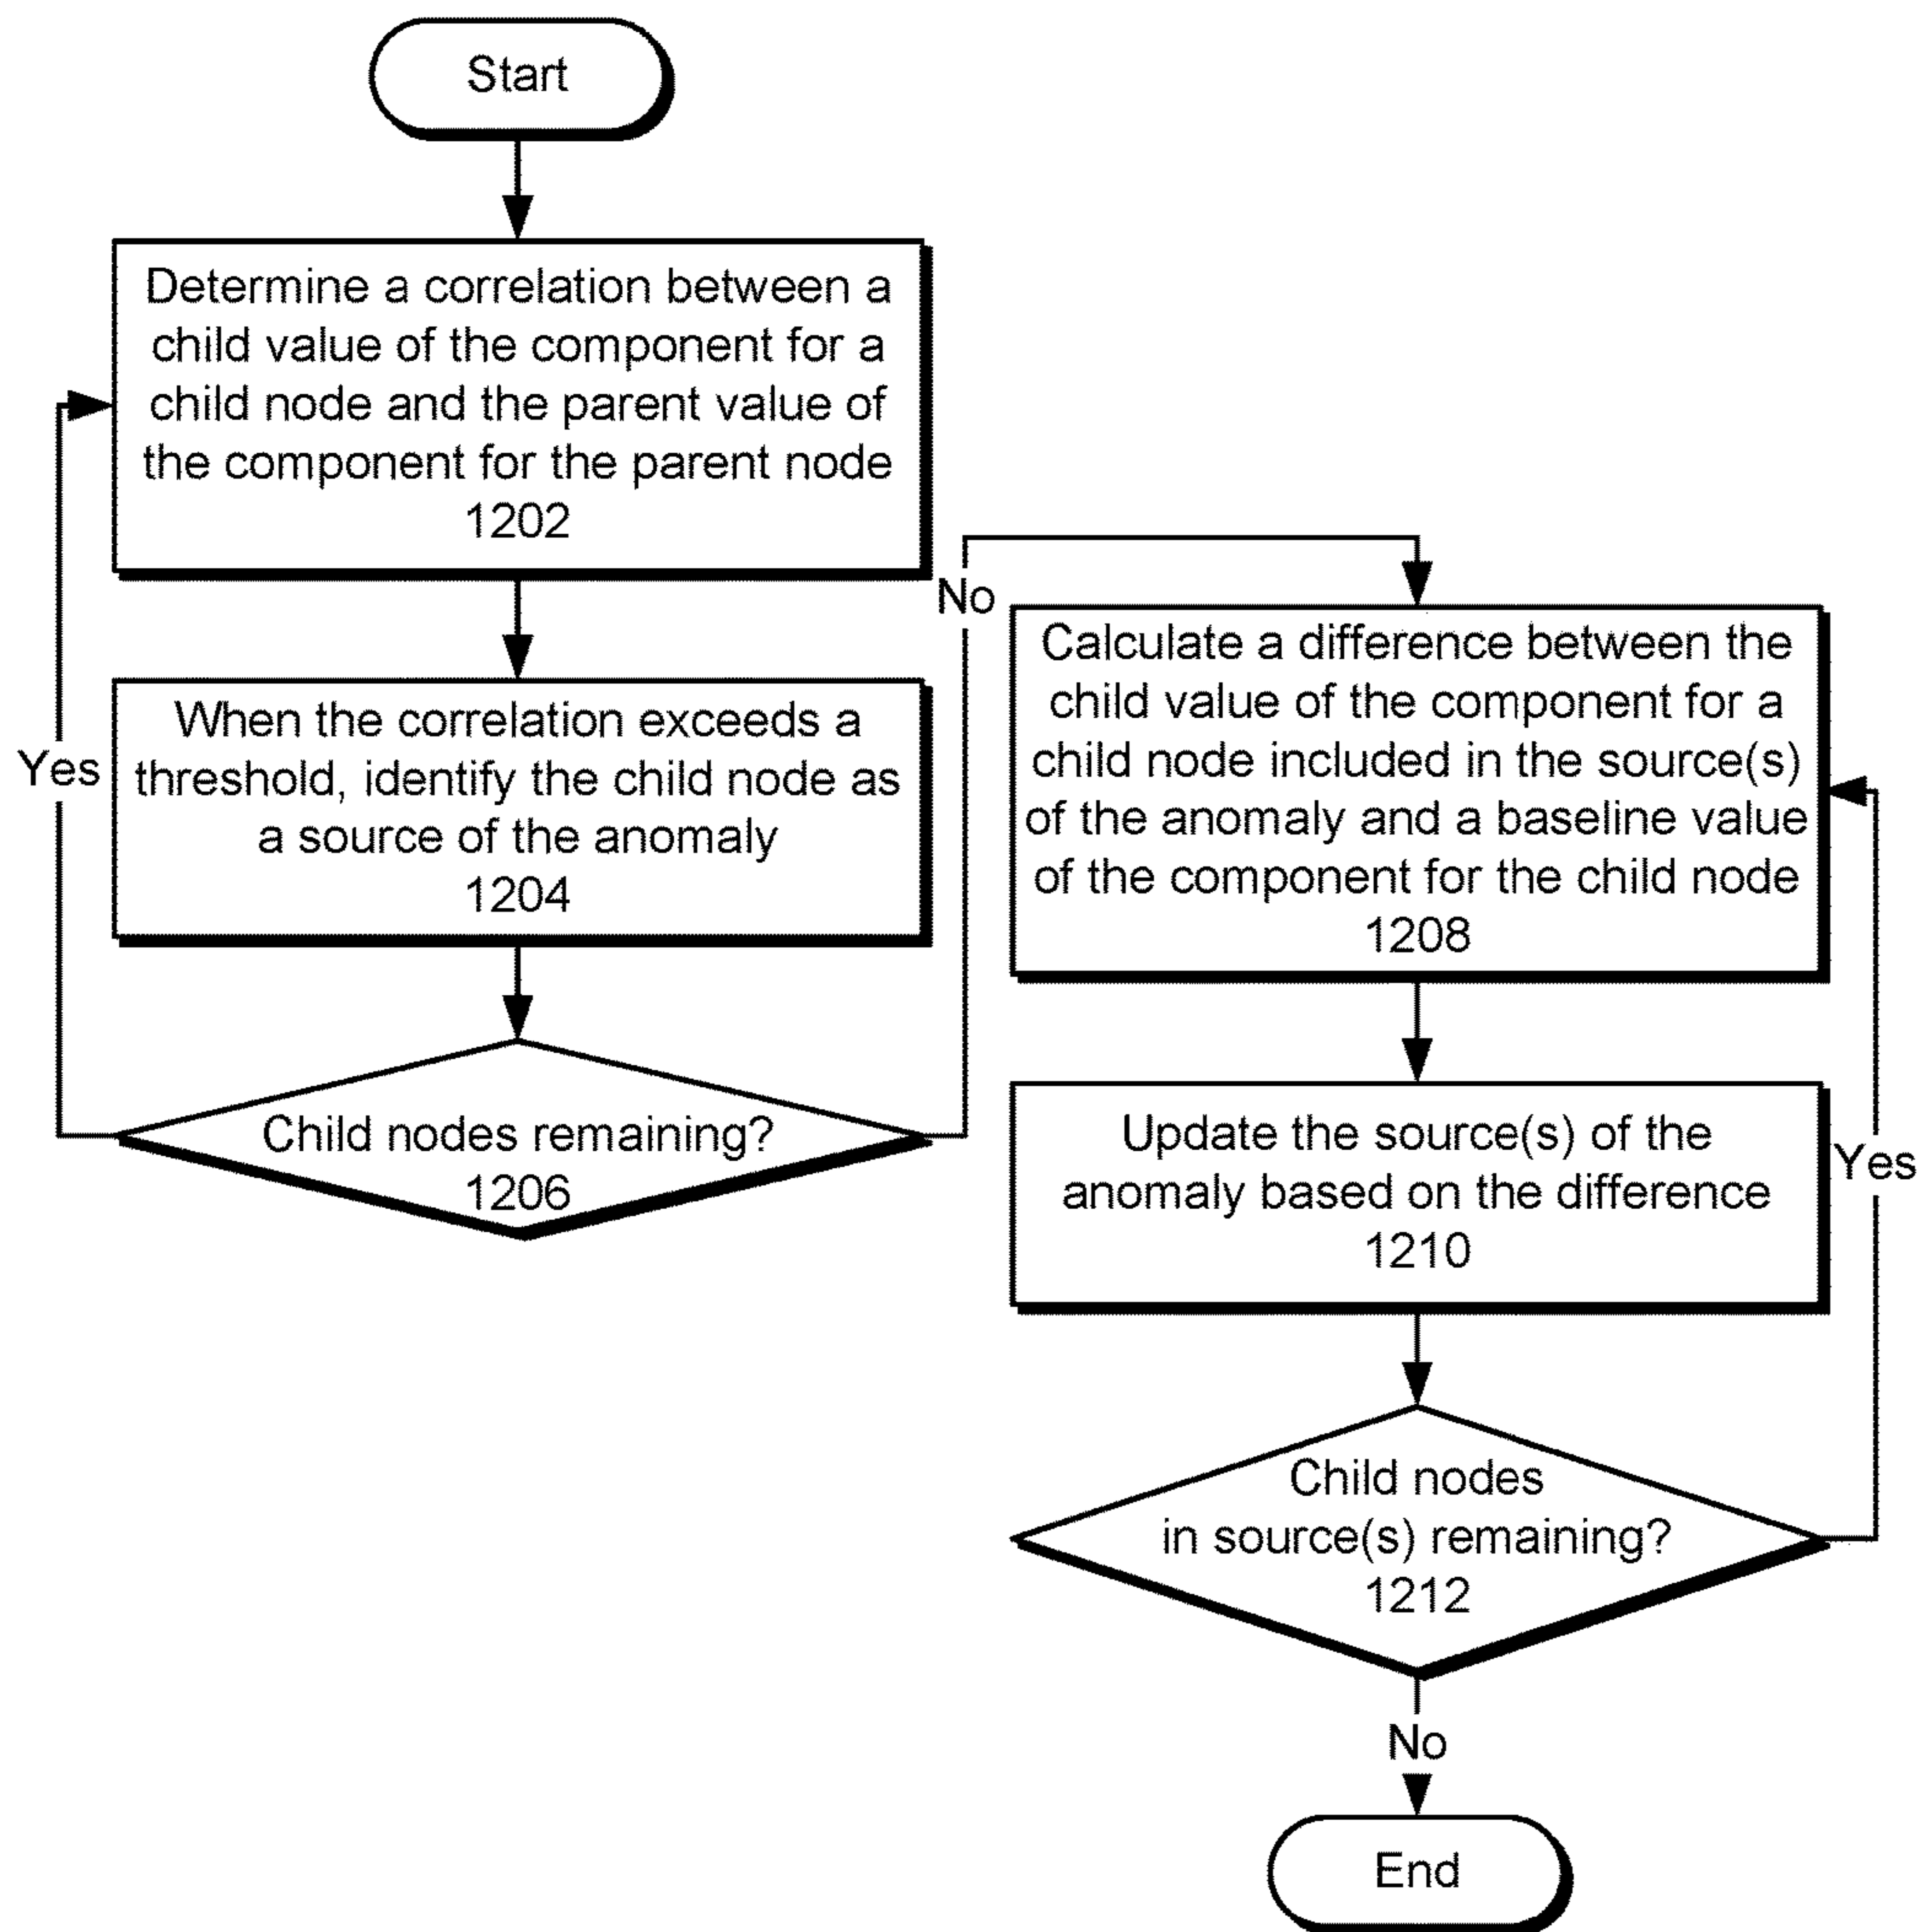 Start
Determine a correlation between a
child value of the component for a
child node and the parent value of
the component for the parent node
1202
When the correlation exceeds a
threshold, identify the child node as
a source of the anomaly
1204
Yes
Child nodes remaining?
1206
No
Calculate a difference between the
child value of the component for a
child node included in the source(s)
of the anomaly and a baseline value
of the component for the child node
1208
Update the source(s) of the
anomaly based on the difference
1210
Yes
Child nodes
in source(s) remaining?
1212
No
End